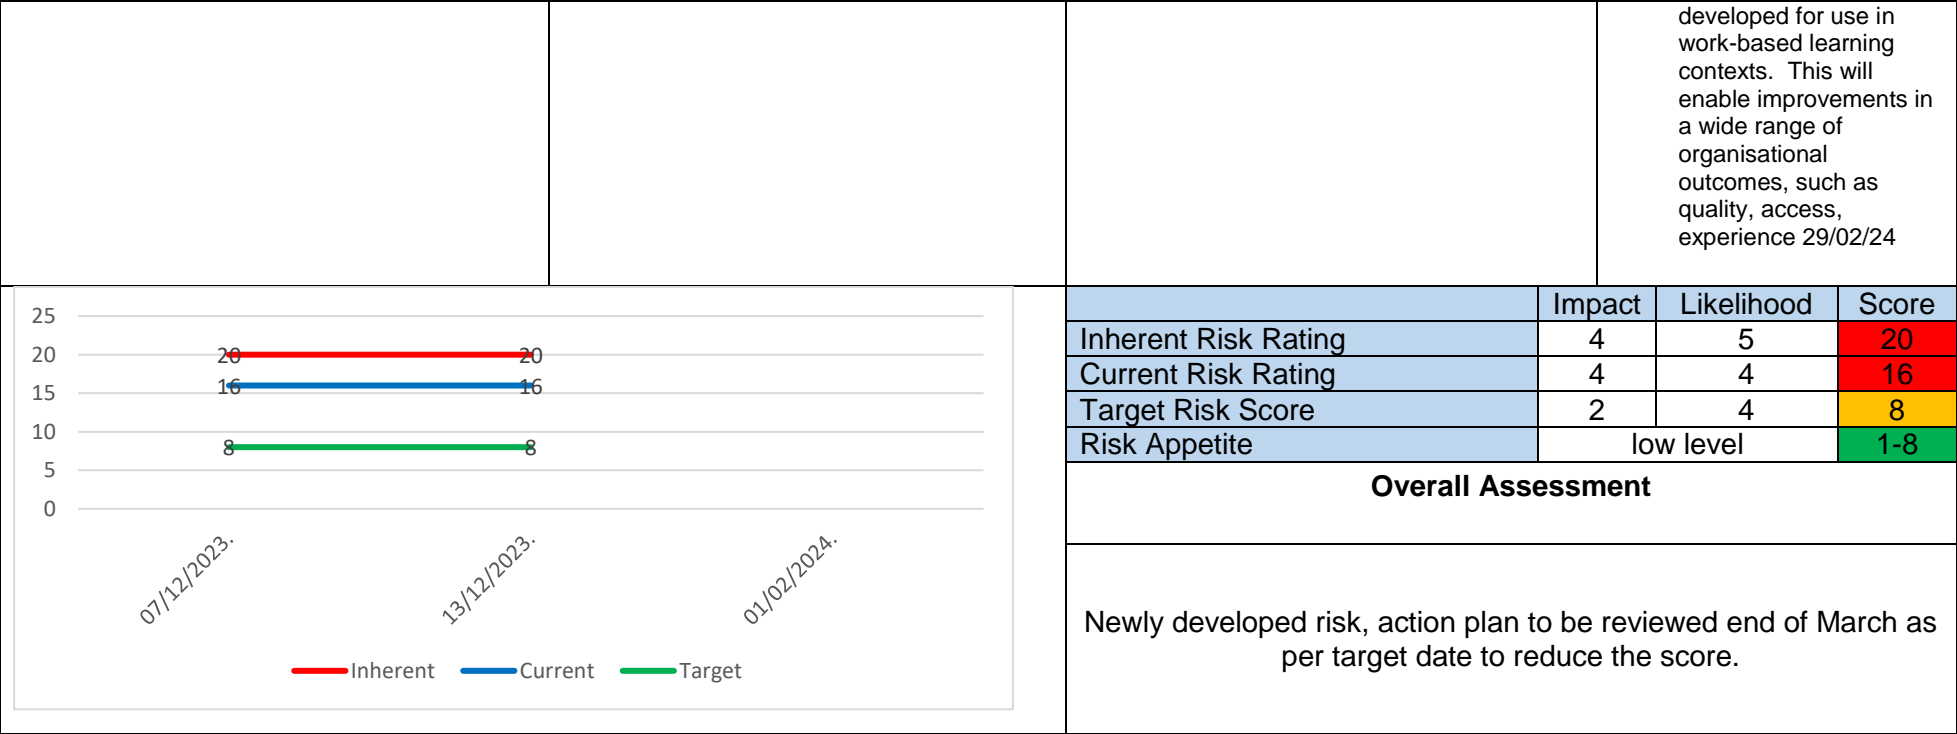 developed for use in
work-based learning
contexts.  This will
enable improvements in
a wide range of
organisational
outcomes, such as
quality, access,
experience 29/02/24
25
20
15
10
5
0
20 20
16 16
8 8
07/12/2023.
13/12/2023.
01/02/2024.
Inherent Current Target
Impact Likelihood Score
Inherent Risk Rating 4 5 20
Current Risk Rating 4 4 16
Target Risk Score 2 4 8
Risk Appetite low level 1-8
Overall Assessment
Newly developed risk, action plan to be reviewed end of March as
per target date to reduce the score.